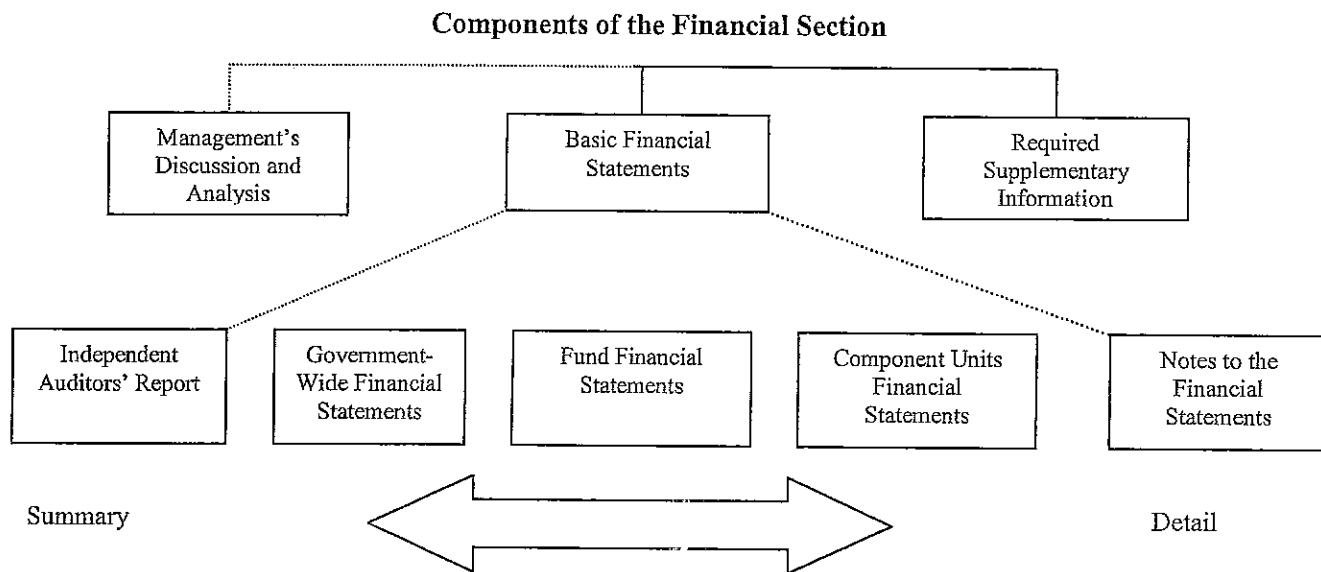 Components of the Financial Section
Management’s
Discussion and
Analysis
Basic Financial
Statements
Required
Supplementary
Information
Independent
Auditors’ Report
Government-
Wide Financial
Statements
Fund Financial
Statements
Component Units
Financial
Statements
Notes to the
Financial
Statements
Summary
Detail